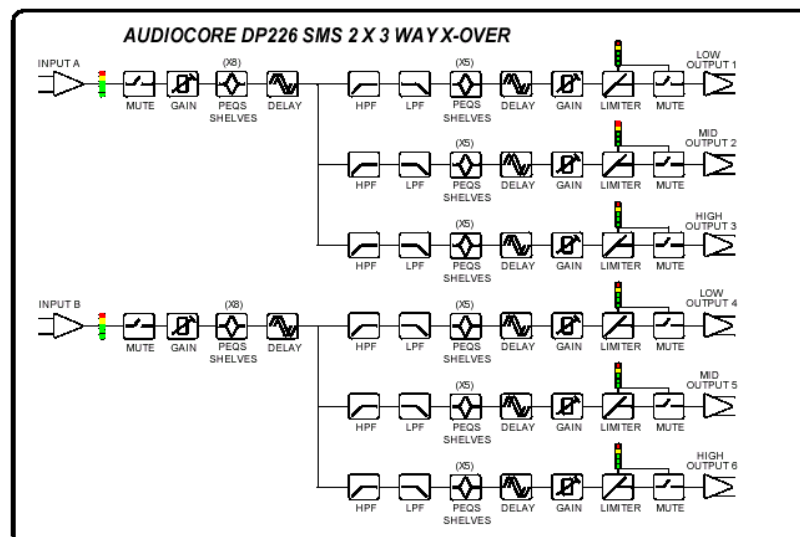 AUDIOCORE DP226 SMS 2 X 3 WAY X-OVER
INPUT A
(X8)
MUTE GAIN PEQS SHELVES DELAY
(X5)
HPF LPF PEQS SHELVES DELAY GAIN LIMITER MUTE
LOW OUTPUT 1
(X5)
HPF LPF PEQS SHELVES DELAY GAIN LIMITER MUTE
MID OUTPUT 2
(X5)
HPF LPF PEQS SHELVES DELAY GAIN LIMITER MUTE
HIGH OUTPUT 3
INPUT B
(X8)
MUTE GAIN PEQS SHELVES DELAY
(X5)
HPF LPF PEQS SHELVES DELAY GAIN LIMITER MUTE
LOW OUTPUT 4
(X5)
HPF LPF PEQS SHELVES DELAY GAIN LIMITER MUTE
MID OUTPUT 5
(X5)
HPF LPF PEQS SHELVES DELAY GAIN LIMITER MUTE
HIGH OUTPUT 6